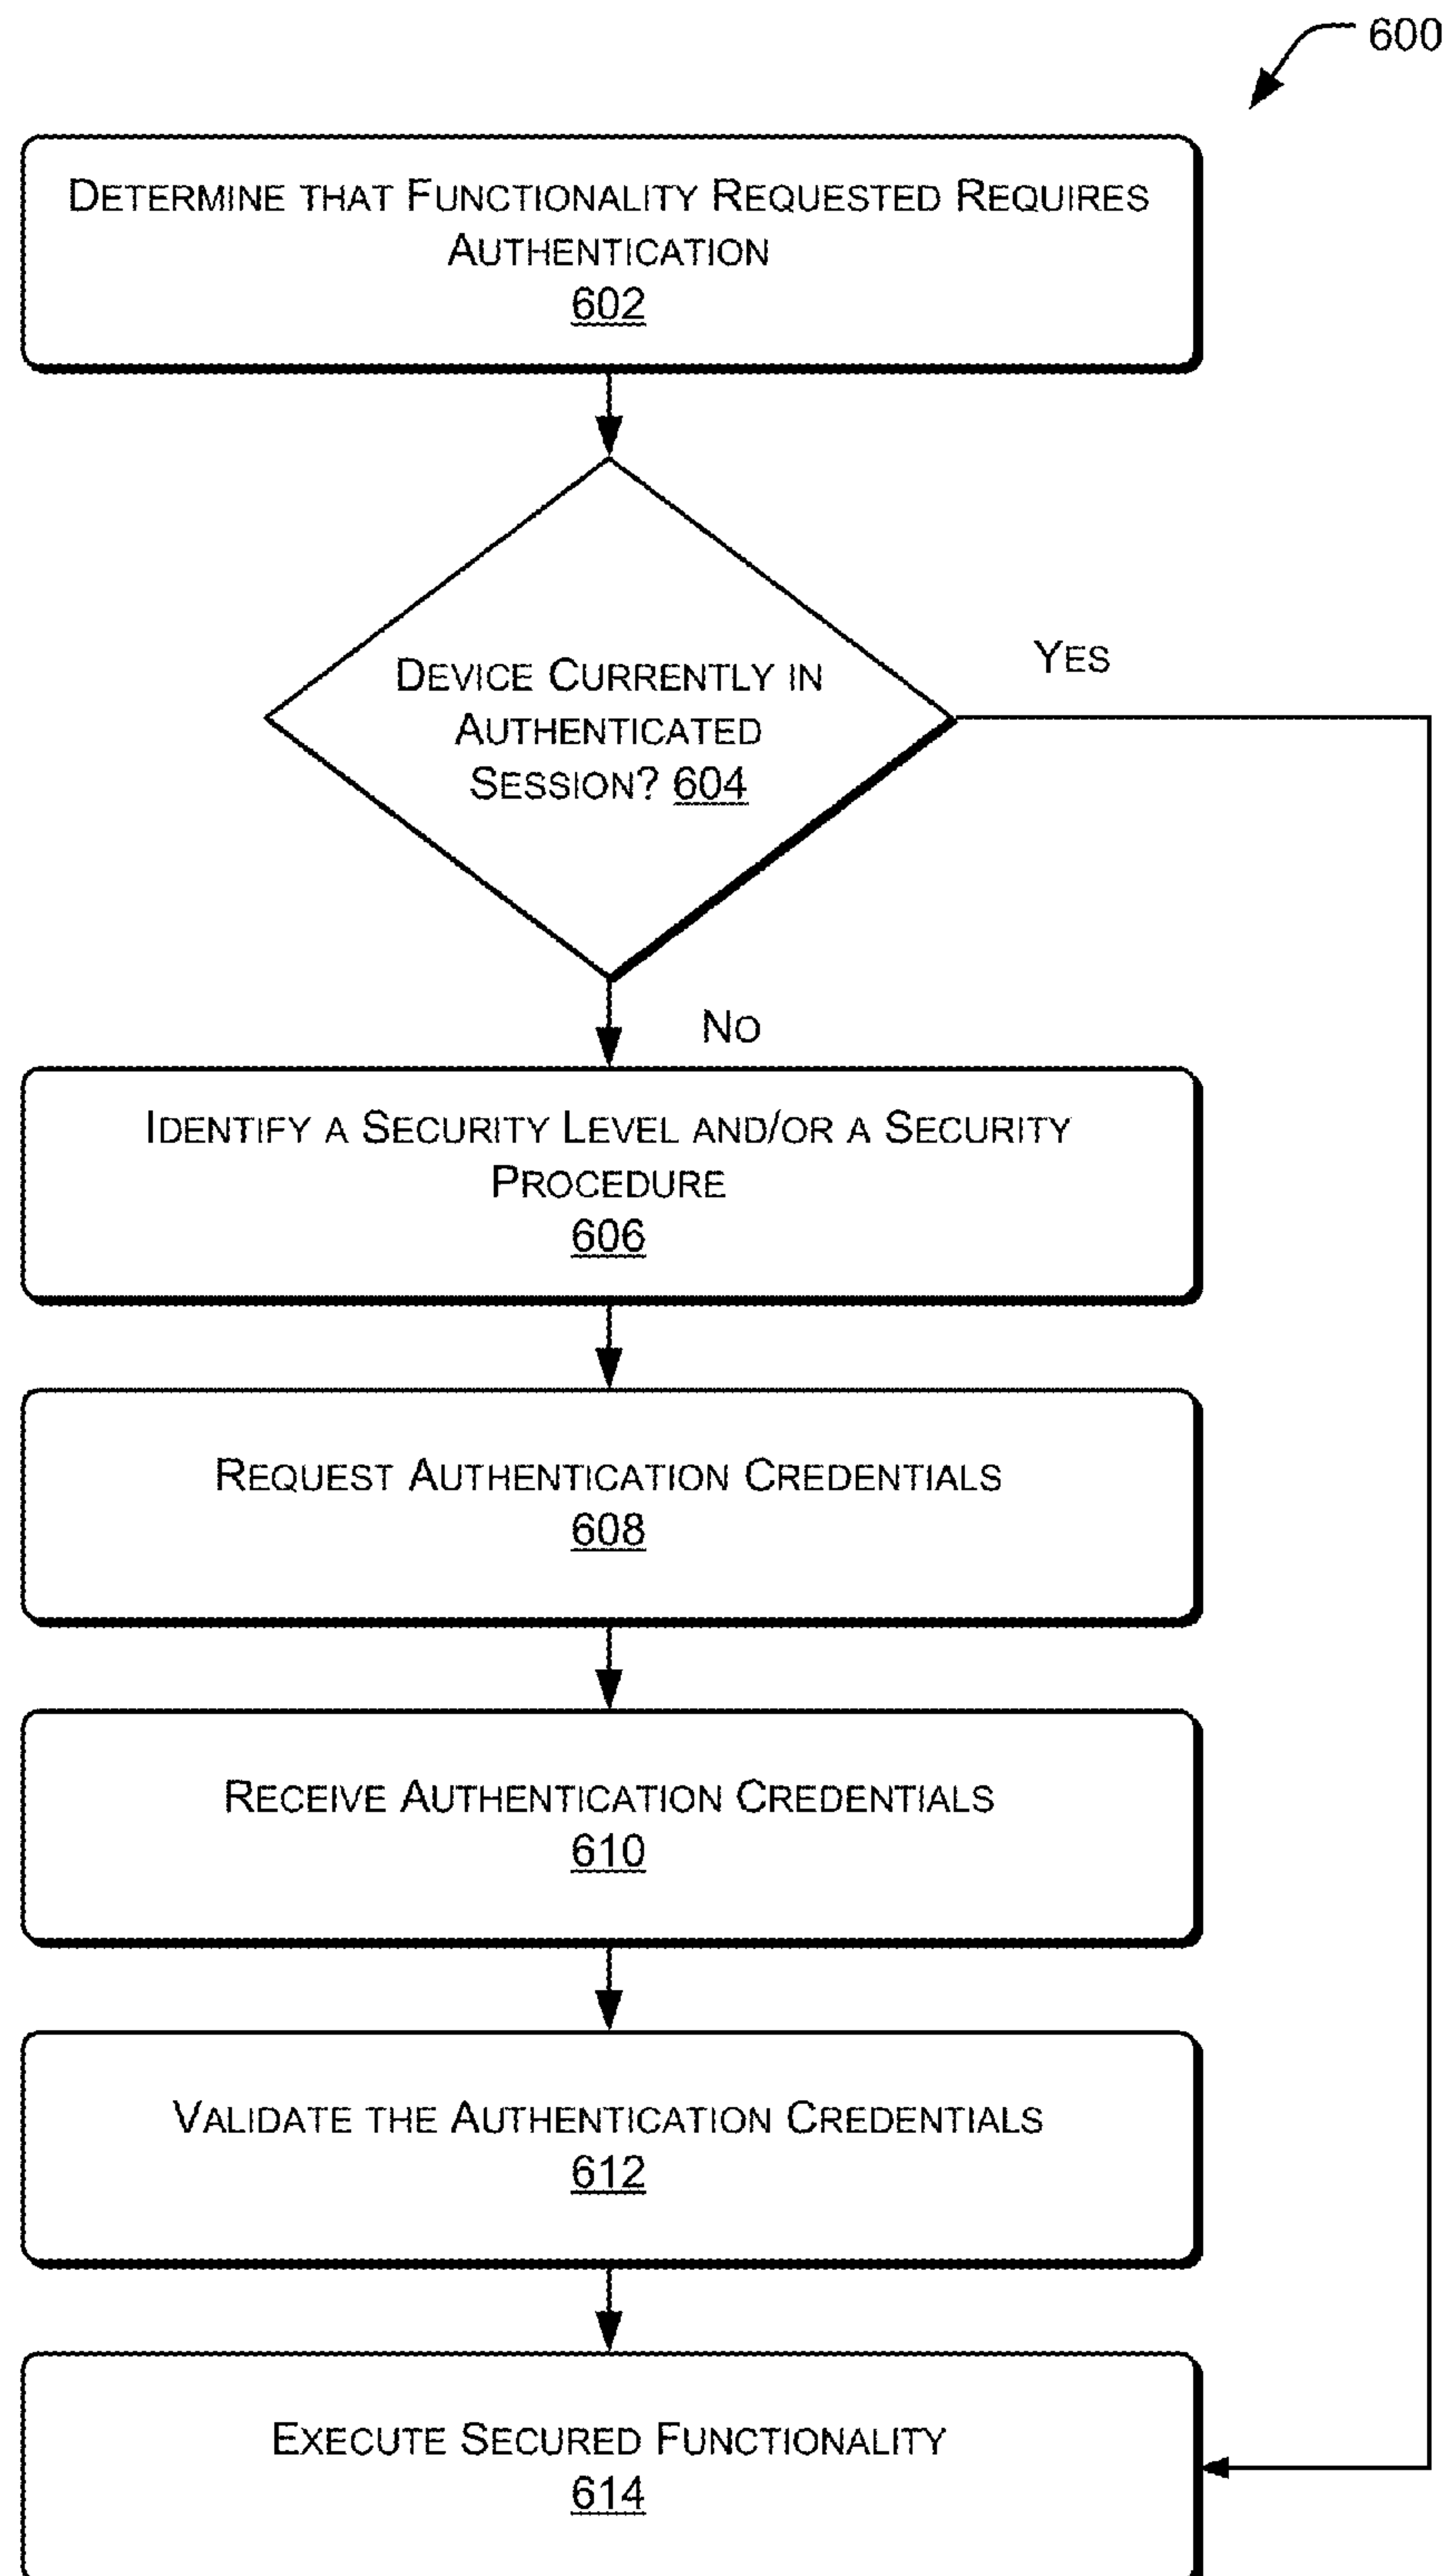 600
DETERMINE THAT FUNCTIONALITY REQUESTED REQUIRES
AUTHENTICATION
602
DEVICE CURRENTLY IN
AUTHENTICATED
SESSION? 604
YES
NO
IDENTIFY A SECURITY LEVEL AND/OR A SECURITY
PROCEDURE
606
REQUEST AUTHENTICATION CREDENTIALS
608
RECEIVE AUTHENTICATION CREDENTIALS
610
VALIDATE THE AUTHENTICATION CREDENTIALS
612
EXECUTE SECURED FUNCTIONALITY
614